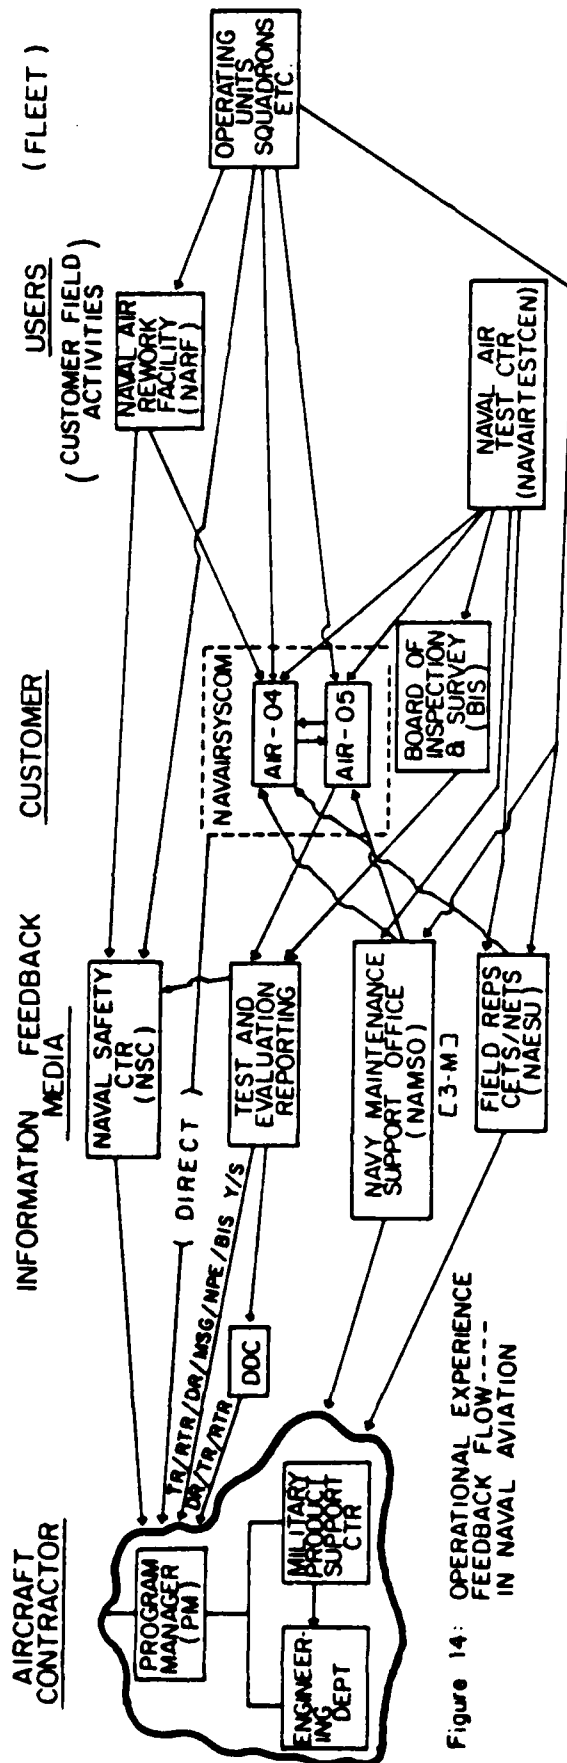 AIRCRAFT
CONTRACTOR
INFORMATION FEEDBACK
MEDIA
CUSTOMER
USERS
(CUSTOMER FIELD
ACTIVITIES)
(FLEET)
PROGRAM
MANAGER
(PM)
ENGINEER-
ING
DEPT
MILITARY
PRODUCT
SUPPORT
CTR
NAVAL SAFETY
CTR
(NSC)
(DIRECT)
TR/RTR/DR/MSG/NPE/BIS Y/S
DR/TR/RTR
DDC
TEST AND
EVALUATION
REPORTING
NAVY MAINTENANCE
SUPPORT OFFICE
(NAMSO)
[3-M]
FIELD REPS
CETS/NETS
(NAESU)
NAVAIRSYSCOM
AIR-04
AIR-05
BOARD OF
INSPECTION
& SURVEY
(BIS)
NAVAL AIR
REWORK
FACILITY
(NARF)
NAVAL AIR
TEST CTR
(NAVAIRTESTCEN)
OPERATING
UNITS
SQUADRONS
ETC.
Figure 14: OPERATIONAL EXPERIENCE
FEEDBACK FLOW----
IN NAVAL AVIATION